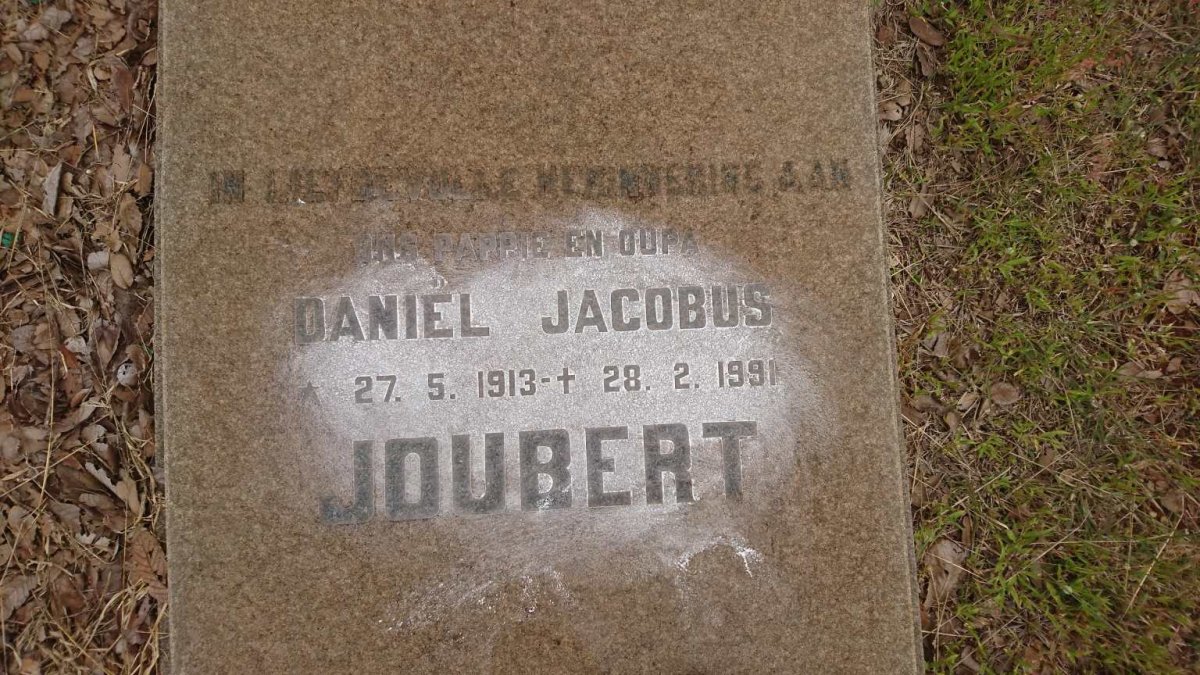 IN LIEFDEVOLLE HERINNERING AAN
ONS PAPPIE EN OUPA
DANIEL JACOBUS
* 27. 5. 1913 - † 28. 2. 1991
JOUBERT